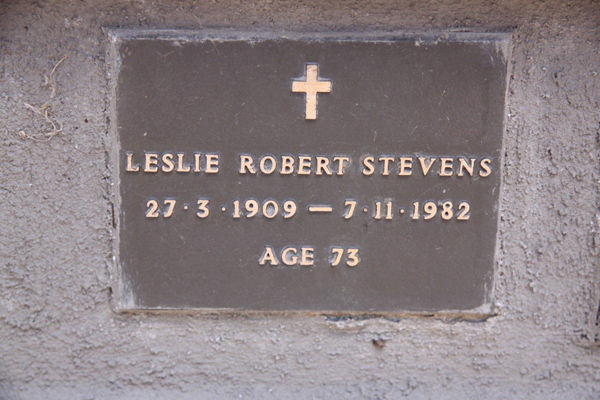 LESLIE ROBERT STEVENS
27·3·1909 — 7·11·1982
AGE 73